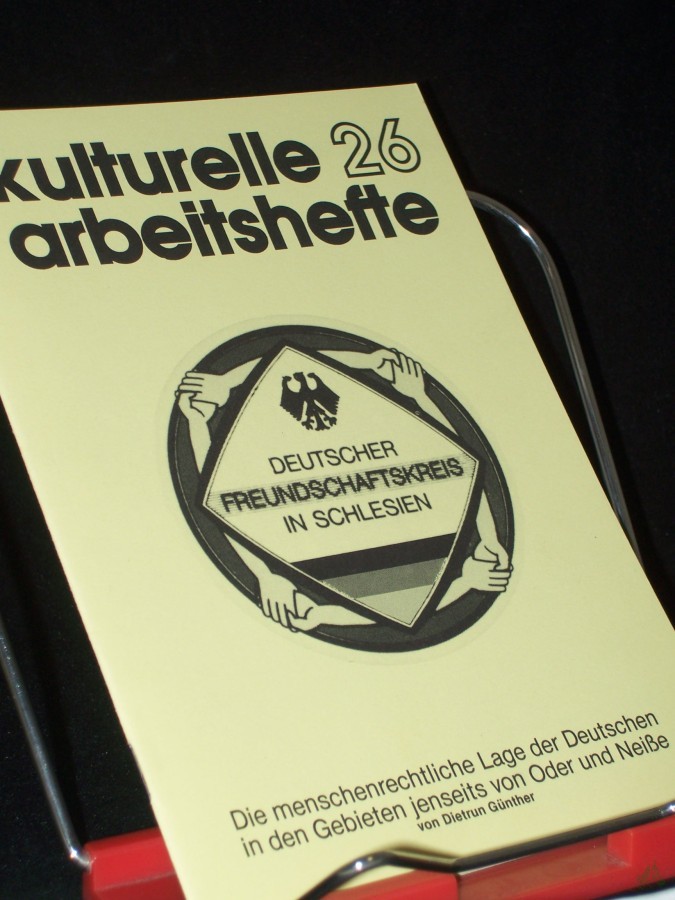 kulturelle 26
arbeitshefte
DEUTSCHER
FREUNDSCHAFTSKREIS
IN SCHLESIEN
Die menschenrechtliche Lage der Deutschen
in den Gebieten jenseits von Oder und Neiße
von Dietrun Günther